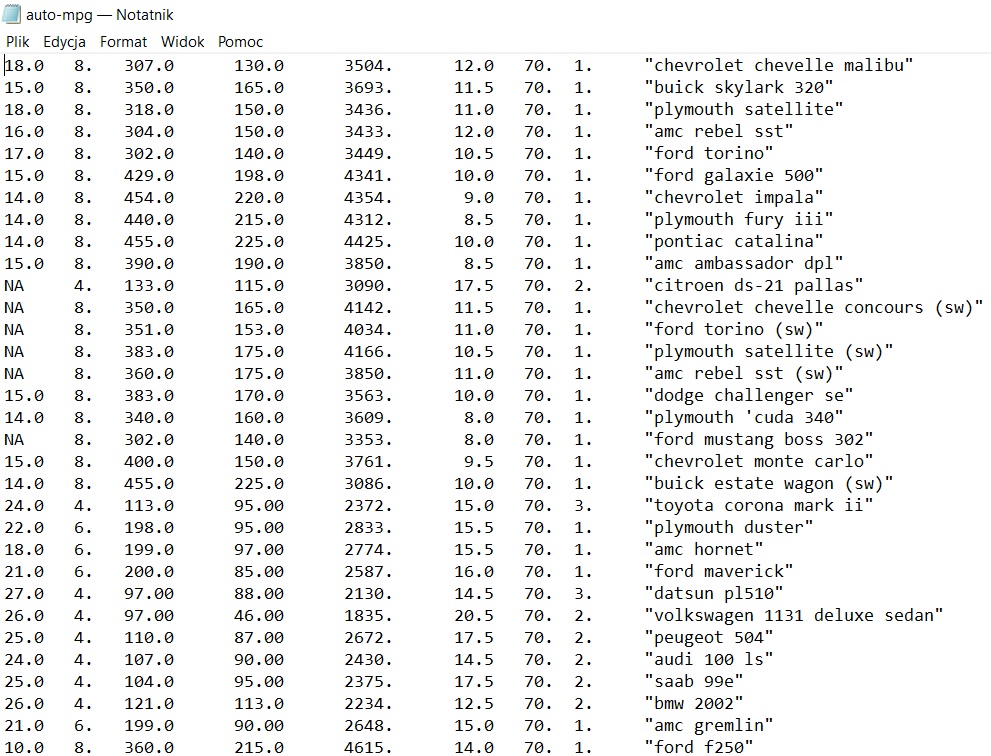 auto-mpg — Notatnik
Plik Edycja Format Widok Pomoc
18.0 8. 307.0 130.0 3504. 12.0 70. 1. "chevrolet chevelle malibu"
15.0 8. 350.0 165.0 3693. 11.5 70. 1. "buick skylark 320"
18.0 8. 318.0 150.0 3436. 11.0 70. 1. "plymouth satellite"
16.0 8. 304.0 150.0 3433. 12.0 70. 1. "amc rebel sst"
17.0 8. 302.0 140.0 3449. 10.5 70. 1. "ford torino"
15.0 8. 429.0 198.0 4341. 10.0 70. 1. "ford galaxie 500"
14.0 8. 454.0 220.0 4354. 9.0 70. 1. "chevrolet impala"
14.0 8. 440.0 215.0 4312. 8.5 70. 1. "plymouth fury iii"
14.0 8. 455.0 225.0 4425. 10.0 70. 1. "pontiac catalina"
15.0 8. 390.0 190.0 3850. 8.5 70. 1. "amc ambassador dpl"
NA 4. 133.0 115.0 3090. 17.5 70. 2. "citroen ds-21 pallas"
NA 8. 350.0 165.0 4142. 11.5 70. 1. "chevrolet chevelle concours (sw)"
NA 8. 351.0 153.0 4034. 11.0 70. 1. "ford torino (sw)"
NA 8. 383.0 175.0 4166. 10.5 70. 1. "plymouth satellite (sw)"
NA 8. 360.0 175.0 3850. 11.0 70. 1. "amc rebel sst (sw)"
15.0 8. 383.0 170.0 3563. 10.0 70. 1. "dodge challenger se"
14.0 8. 340.0 160.0 3609. 8.0 70. 1. "plymouth 'cuda 340"
NA 8. 302.0 140.0 3353. 8.0 70. 1. "ford mustang boss 302"
15.0 8. 400.0 150.0 3761. 9.5 70. 1. "chevrolet monte carlo"
14.0 8. 455.0 225.0 3086. 10.0 70. 1. "buick estate wagon (sw)"
24.0 4. 113.0 95.00 2372. 15.0 70. 3. "toyota corona mark ii"
22.0 6. 198.0 95.00 2833. 15.5 70. 1. "plymouth duster"
18.0 6. 199.0 97.00 2774. 15.5 70. 1. "amc hornet"
21.0 6. 200.0 85.00 2587. 16.0 70. 1. "ford maverick"
27.0 4. 97.00 88.00 2130. 14.5 70. 3. "datsun pl510"
26.0 4. 97.00 46.00 1835. 20.5 70. 2. "volkswagen 1131 deluxe sedan"
25.0 4. 110.0 87.00 2672. 17.5 70. 2. "peugeot 504"
24.0 4. 107.0 90.00 2430. 14.5 70. 2. "audi 100 ls"
25.0 4. 104.0 95.00 2375. 17.5 70. 2. "saab 99e"
26.0 4. 121.0 113.0 2234. 12.5 70. 2. "bmw 2002"
21.0 6. 199.0 90.00 2648. 15.0 70. 1. "amc gremlin"
10.0 8. 360.0 215.0 4615. 14.0 70. 1. "ford f250"